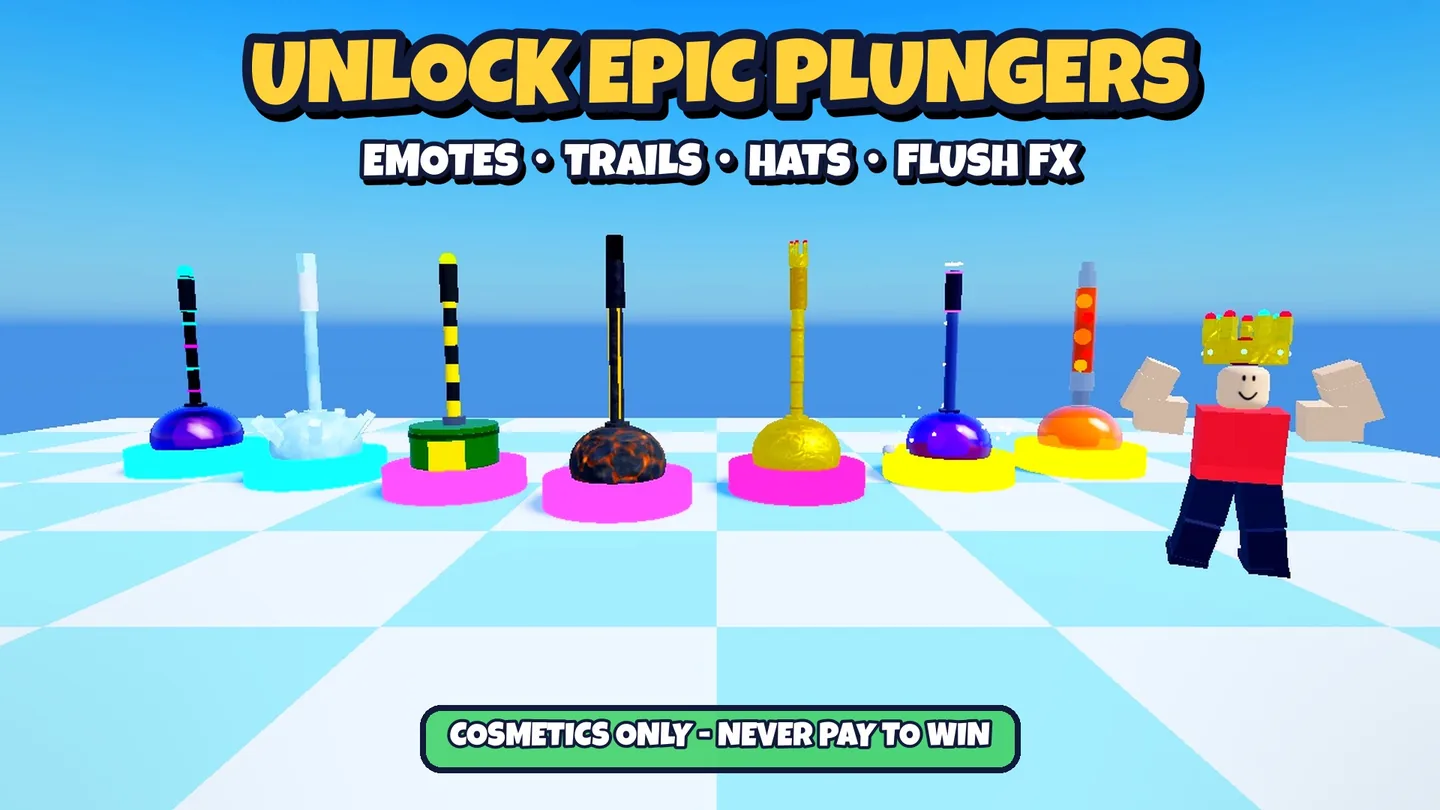 UNLOCK EPIC PLUNGERS
EMOTES • TRAILS • HATS • FLUSH FX
COSMETICS ONLY - NEVER PAY TO WIN